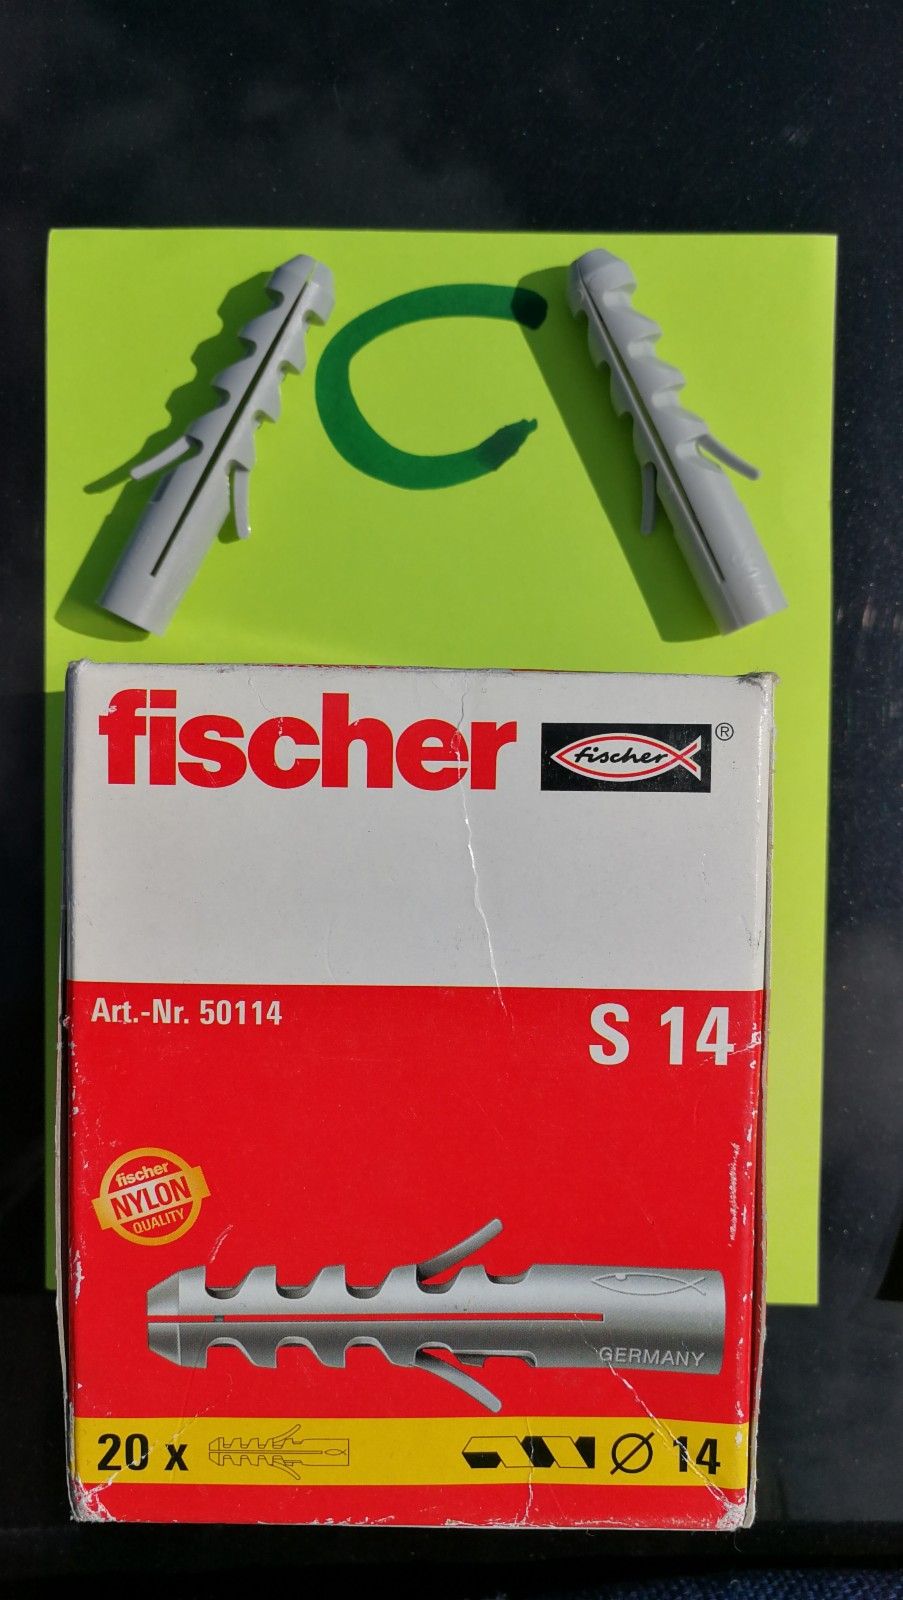 C
fischer
fischer ®
Art.-Nr. 50114
S 14
fischer
NYLON
QUALITY
GERMANY
20 x
Ø 14